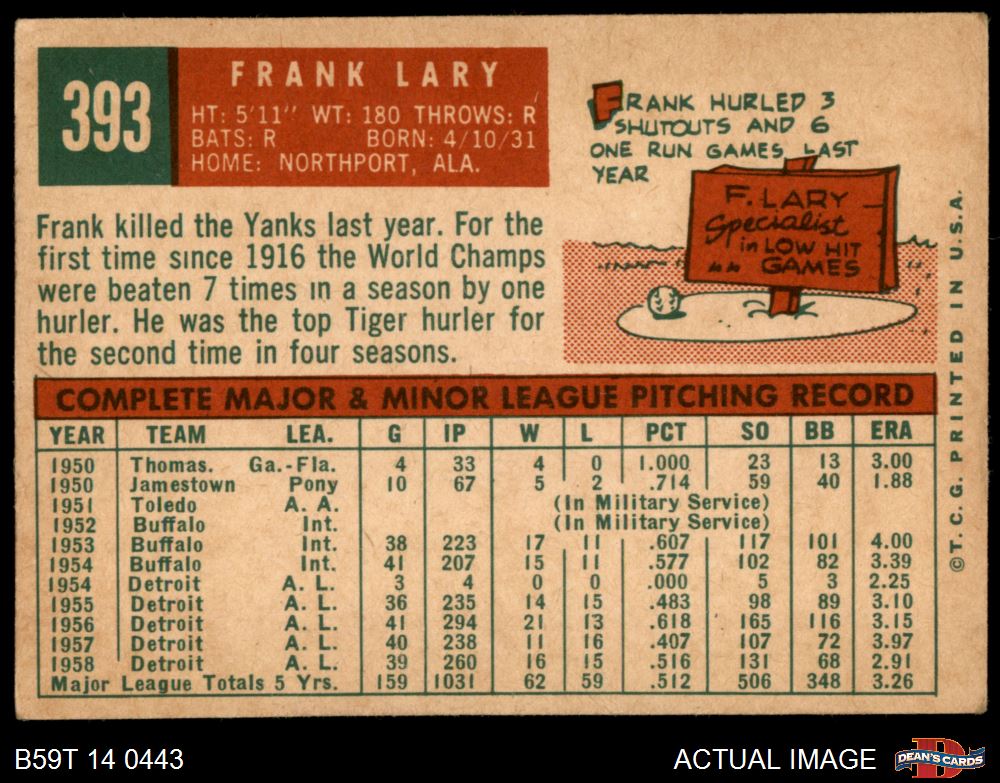 393
FRANK LARY
HT: 5'11" WT: 180 THROWS: R
BATS: R BORN: 4/10/31
HOME: NORTHPORT, ALA.
FRANK HURLED 3
SHUTOUTS AND 6
ONE RUN GAMES LAST
YEAR
F. LARY
Specialist
in LOW HIT
" " GAMES
Frank killed the Yanks last year. For the
first time since 1916 the World Champs
were beaten 7 times in a season by one
hurler. He was the top Tiger hurler for
the second time in four seasons.
COMPLETE MAJOR & MINOR LEAGUE PITCHING RECORD
YEAR TEAM LEA. G IP W L PCT SO BB ERA
1950 Thomas. Ga.-Fla. 4 33 4 0 1.000 23 13 3.00
1950 Jamestown Pony 10 67 5 2 .714 59 40 1.88
1951 Toledo A. A. (In Military Service)
1952 Buffalo Int. (In Military Service)
1953 Buffalo Int. 38 223 17 11 .607 117 101 4.00
1954 Buffalo Int. 41 207 15 11 .577 102 82 3.39
1954 Detroit A. L. 3 4 0 0 .000 5 3 2.25
1955 Detroit A. L. 36 235 14 15 .483 98 89 3.10
1956 Detroit A. L. 41 294 21 13 .618 165 116 3.15
1957 Detroit A. L. 40 238 11 16 .407 107 72 3.97
1958 Detroit A. L. 39 260 16 15 .516 131 68 2.91
Major League Totals 5 Yrs. 159 1031 62 59 .512 506 348 3.26
© T. C. G. PRINTED IN U. S. A.
B59T 14 0443
ACTUAL IMAGE
D
DEAN'S CARDS